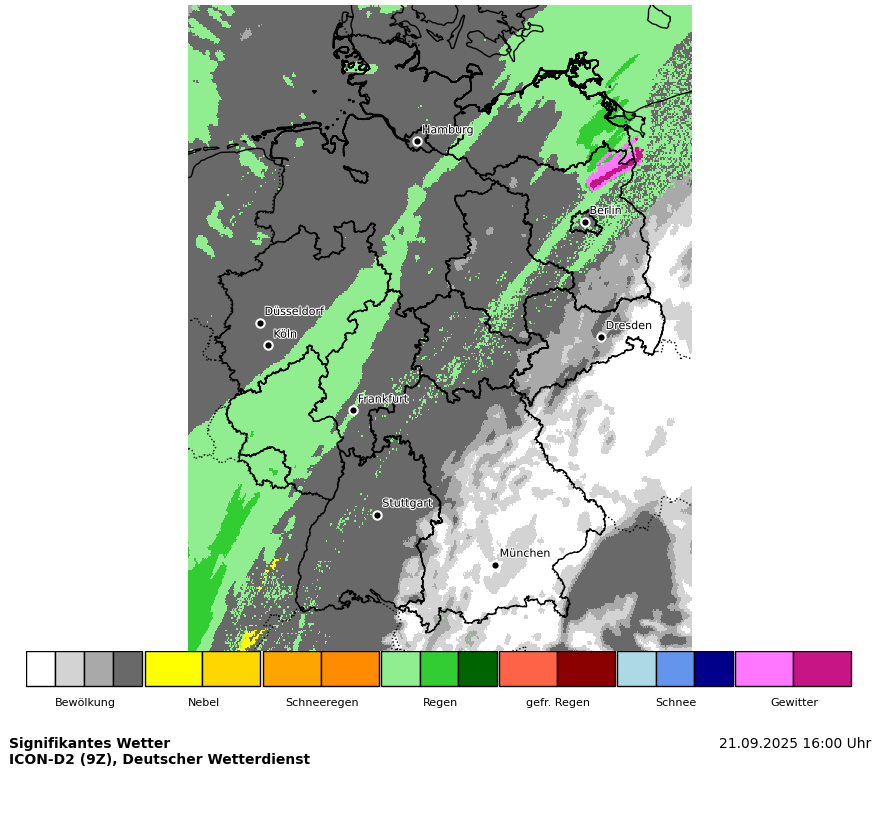 Hamburg
Berlin
Düsseldorf
Köln
Dresden
Frankfurt
Stuttgart
München
Bewölkung Nebel Schneeregen Regen gefr. Regen Schnee Gewitter
Signifikantes Wetter 21.09.2025 16:00 Uhr
ICON-D2 (9Z), Deutscher Wetterdienst